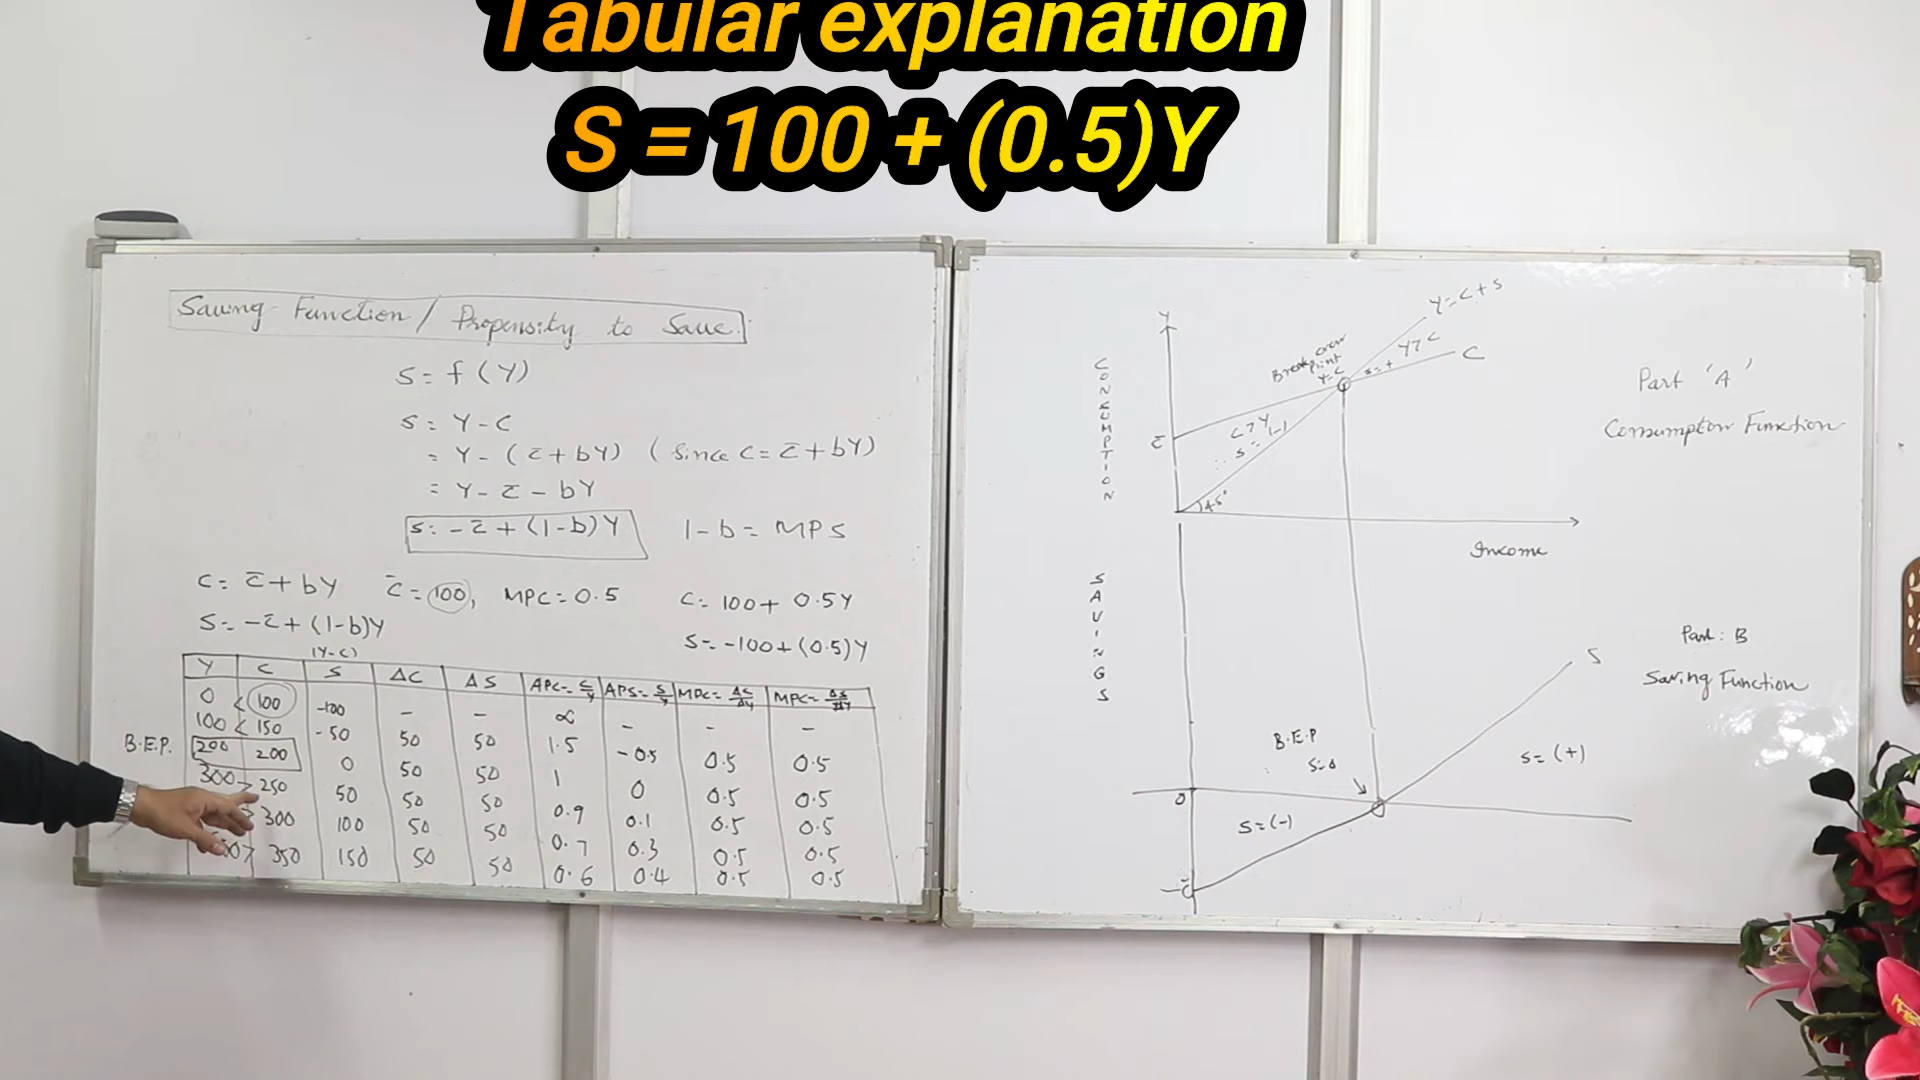 Tabular explanation
S = 100 + (0.5)Y
Saving Function / Propensity to Save.
S = f (Y)
S = Y - C
= Y - (c̄ + bY) (Since C = c̄ + bY)
= Y - c̄ - bY
S = - c̄ + (1-b)Y 1-b = MPS
C = c̄ + bY c̄ = 100, MPC = 0.5 C = 100 + 0.5Y
S = -c̄ + (1-b)Y S = -100 + (0.5)Y
(Y-C)
Y C S ΔC ΔS APC = C/Y APS = S/Y MPC = ΔC/ΔY MPC = ΔS/ΔY
0 < 100 -100 - - ∞ - - -
100 < 150 -50 50 50 1.5 -0.5 0.5 0.5
B.E.P. 200 200 0 50 50 1 0 0.5 0.5
300 > 250 50 50 50 0.9 0.1 0.5 0.5
> 300 100 50 50 0.7 0.3 0.5 0.5
> 350 150 50 50 0.6 0.4 0.5 0.5
CONSUMPTION
Y
Y = C + S
Break even
point
Y = C
Y > C
S = +
C
c̄
C > Y
∴ S = (-)
45°
Income
Part 'A'
Consumpton Function
SAVINGS
Part : B
Saving Function
S
B.E.P
S=0
S = (+)
0
S = (-)
-c̄